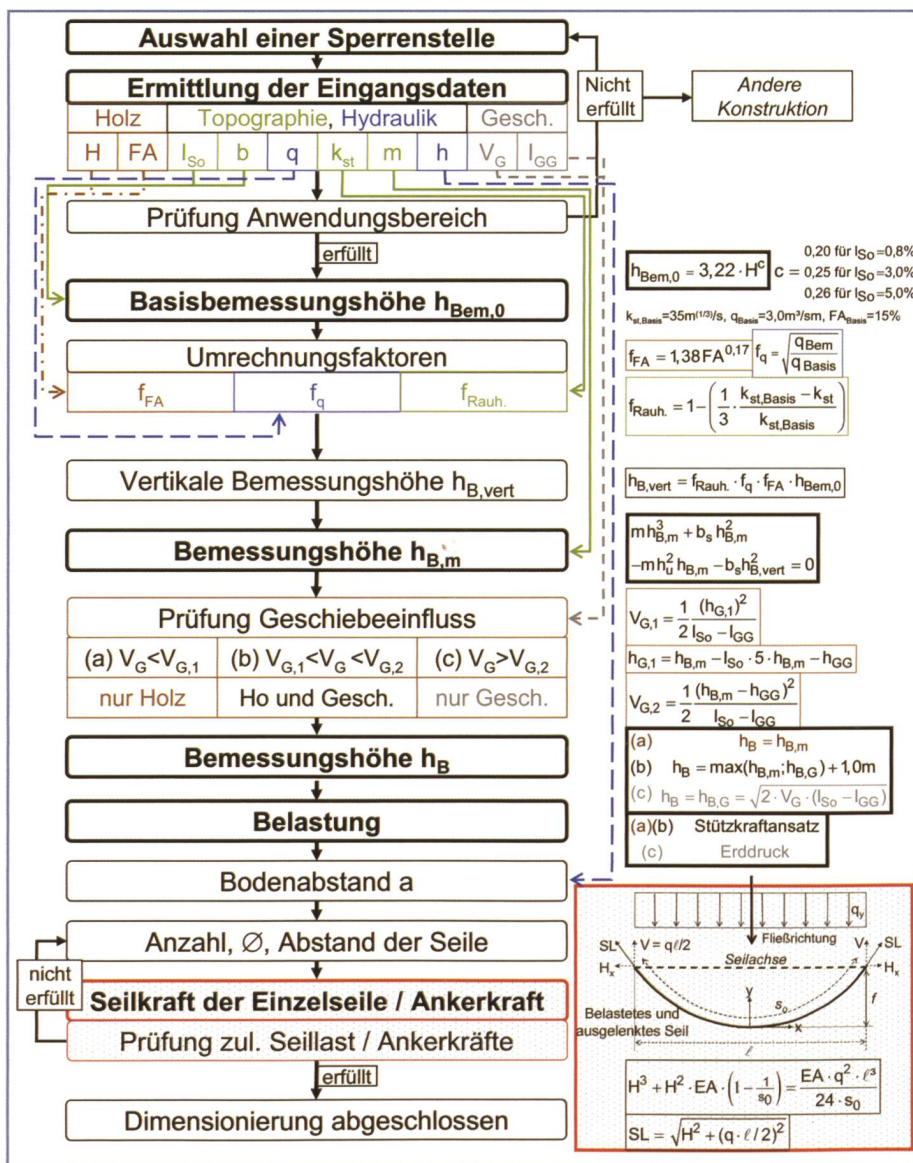 Auswahl einer Sperrenstelle
Ermittlung der Eingangsdaten
Holz Topographie, Hydraulik Gesch.
H FA I_So b q k_st m h V_G I_GG
Nicht
erfüllt
Andere
Konstruktion
Prüfung Anwendungsbereich
erfüllt
Basisbemessungshöhe h_Bem,0
Umrechnungsfaktoren
f_FA f_q f_Rauh.
Vertikale Bemessungshöhe h_B,vert
Bemessungshöhe h_B,m
Prüfung Geschiebeeinfluss
(a) V_G<V_G,1 (b) V_G,1<V_G <V_G,2 (c) V_G>V_G,2
nur Holz Ho und Gesch. nur Gesch.
Bemessungshöhe h_B
Belastung
Bodenabstand a
Anzahl, Ø, Abstand der Seile
nicht
erfüllt
Seilkraft der Einzelseile / Ankerkraft
Prüfung zul. Seillast / Ankerkräfte
erfüllt
Dimensionierung abgeschlossen
h_Bem,0 = 3,22 · H^c
c =
0,20 für I_So=0,8%
0,25 für I_So=3,0%
0,26 für I_So=5,0%
k_st,Basis=35m^(1/3)/s, q_Basis=3,0m³/sm, FA_Basis=15%
f_FA = 1,38FA^0,17
f_q = √(q_Bem / q_Basis)
f_Rauh. = 1 − (1/3 · (k_st,Basis − k_st) / k_st,Basis)
h_B,vert = f_Rauh. · f_q · f_FA · h_Bem,0
m h³_B,m + b_s h²_B,m
−m h²_u h_B,m − b_s h²_B,vert = 0
V_G,1 = 1/2 (h_G,1)² / (I_So − I_GG)
h_G,1 = h_B,m − I_So · 5 · h_B,m − h_GG
V_G,2 = 1/2 (h_B,m − h_GG)² / (I_So − I_GG)
(a) h_B = h_B,m
(b) h_B = max(h_B,m; h_B,G) + 1,0m
(c) h_B = h_B,G = √(2 · V_G · (I_So − I_GG))
(a)(b) Stützkraftansatz
(c) Erddruck
q_y
Fließrichtung
SL V = qℓ/2 V SL
Seilachse
H_x H_x
y s_0 f
Belastetes und
ausgelenktes Seil
x
ℓ
H³ + H² · EA · (1 − 1/s_0) = (EA · q² · ℓ³) / (24 · s_0)
SL = √(H² + (q · ℓ / 2)²)